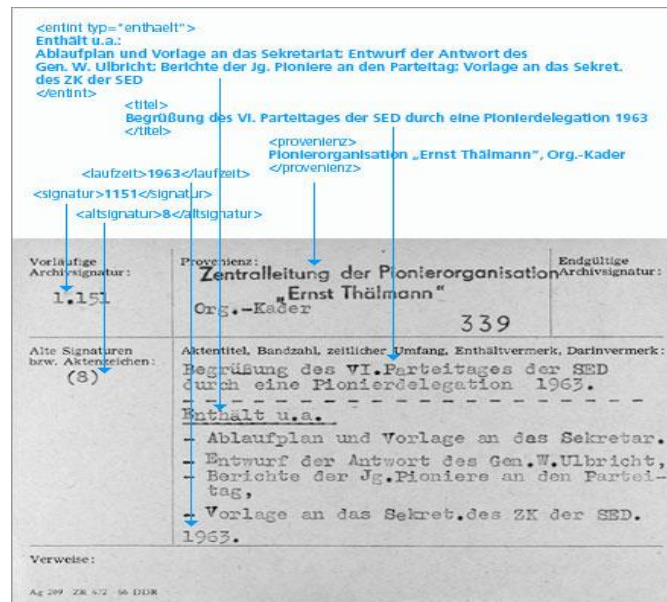 <entint typ="enthaelt">
Enthält u.a.:
Ablaufplan und Vorlage an das Sekretariat; Entwurf der Antwort des
Gen. W. Ulbricht; Berichte der Jg. Pioniere an den Parteitag; Vorlage an das Sekret.
des ZK der SED
</entint>
<titel>
Begrüßung des VI. Parteitages der SED durch eine Pionierdelegation 1963
</titel>
<provenienz>
Pionierorganisation „Ernst Thälmann", Org.-Kader
</provenienz>
<laufzeit>1963</laufzeit>
<signatur>1151</signatur>
<altsignatur>8</altsignatur>
Vorläufige
Archivsignatur:
1.151
Provenienz:
Zentralleitung der Pionierorganisation
„Ernst Thälmann"
Org.-Kader
339
Endgültige
Archivsignatur:
Alte Signaturen
bzw. Aktenzeichen:
(8)
Aktentitel, Bandzahl, zeitlicher Umfang, Enthältvermerk, Darinvermerk:
Begrüßung des VI.Parteitages der SED
durch eine Pionierdelegation 1963.
Enthält u.a.
- Ablaufplan und Vorlage an das Sekretar.
- Entwurf der Antwort des Gen.W.Ulbricht,
- Berichte der Jg.Pioniere an den Partei-
tag,
- Vorlage an das Sekret.des ZK der SED.
1963.
Verweise:
Ag 209 ZR 672 66 DDR